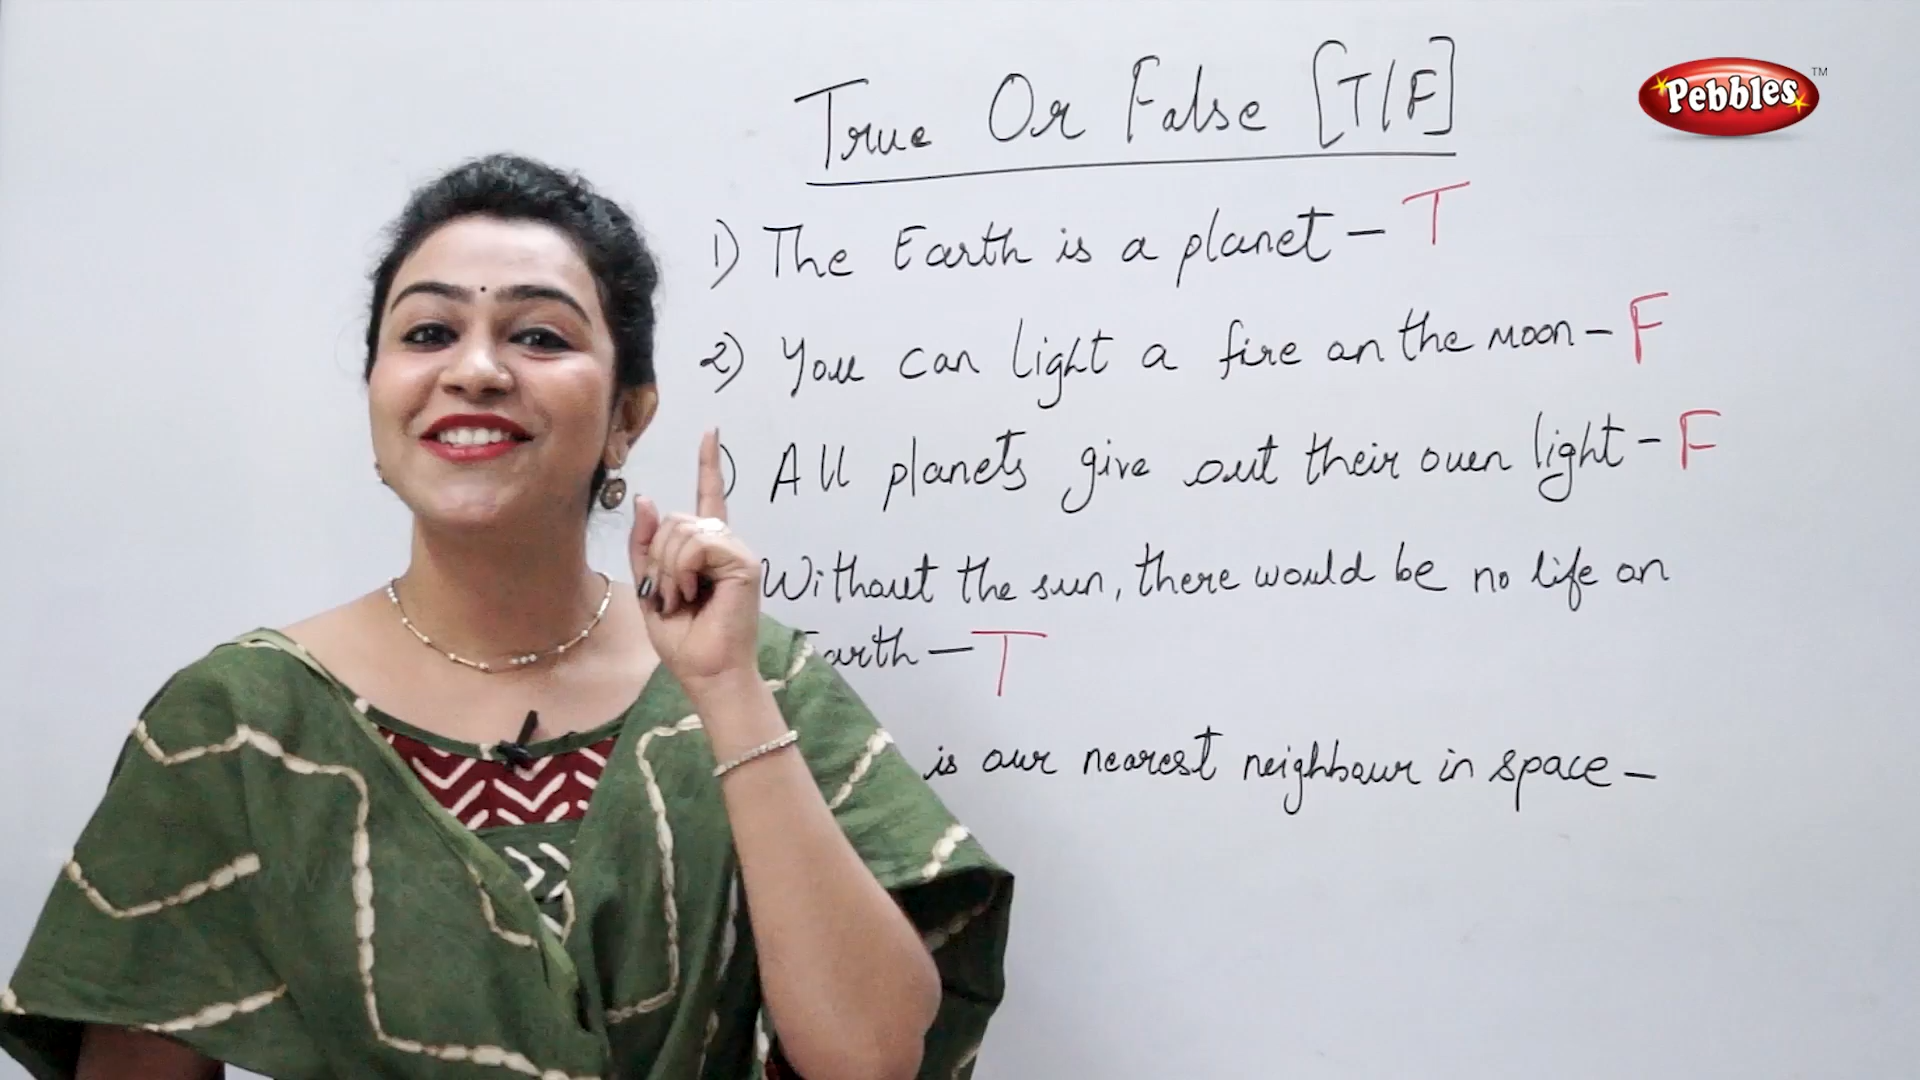 True Or False [T/F]
Pebbles TM
1) The Earth is a planet - T
2) You can light a fire on the moon - F
) All planets give out their own light - F
Without the sun, there would be no life on
arth - T
is our nearest neighbour in space -